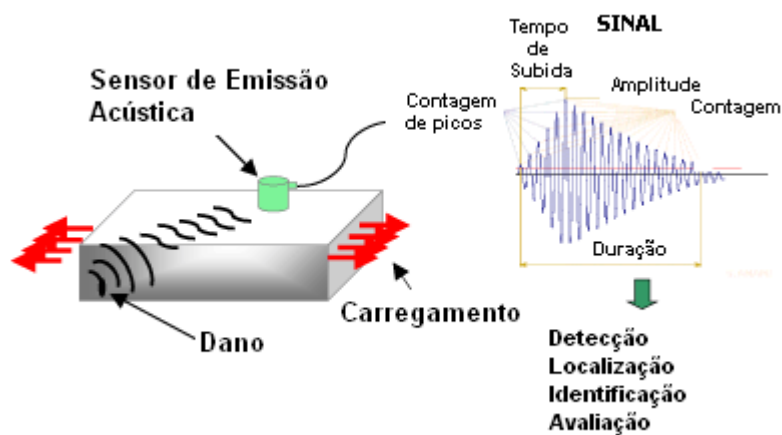 Sensor de Emissão
Acústica
Dano
Carregamento
SINAL
Tempo
de
Subida
Contagem
de picos
Amplitude
Contagem
Duração
Detecção
Localização
Identificação
Avaliação